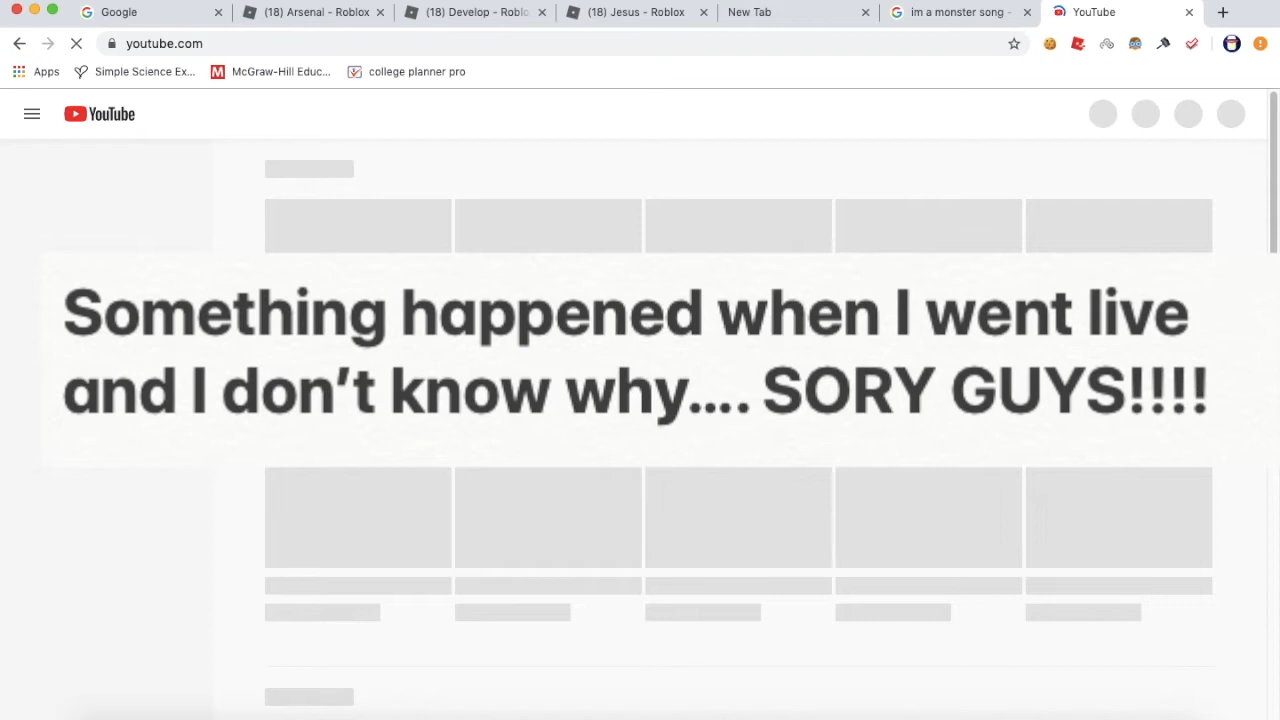 Google
(18) Arsenal - Roblox
(18) Develop - Roblo
(18) Jesus - Roblox
New Tab
im a monster song -
YouTube
youtube.com
Apps
Simple Science Ex...
McGraw-Hill Educ...
college planner pro
YouTube
Something happened when I went live
and I don't know why.... SORY GUYS!!!!